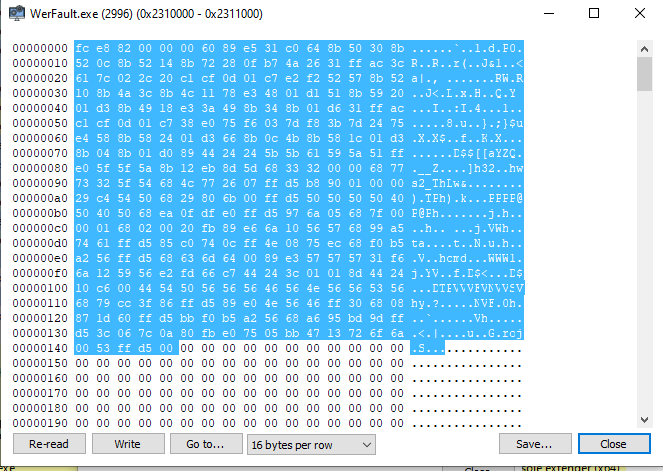 WerFault.exe (2996) (0x2310000 - 0x2311000)
00000000 fc e8 82 00 00 00 60 89 e5 31 c0 64 8b 50 30 8b ......`..1.d.P0.
00000010 52 0c 8b 52 14 8b 72 28 0f b7 4a 26 31 ff ac 3c R..R..r(..J&1..<
00000020 61 7c 02 2c 20 c1 cf 0d 01 c7 e2 f2 52 57 8b 52 a|., .......RW.R
00000030 10 8b 4a 3c 8b 4c 11 78 e3 48 01 d1 51 8b 59 20 ..J<.L.x.H..Q.Y
00000040 01 d3 8b 49 18 e3 3a 49 8b 34 8b 01 d6 31 ff ac ...I..:I.4...1..
00000050 c1 cf 0d 01 c7 38 e0 75 f6 03 7d f8 3b 7d 24 75 .....8.u..}.;}$u
00000060 e4 58 8b 58 24 01 d3 66 8b 0c 4b 8b 58 1c 01 d3 .X.X$..f..K.X...
00000070 8b 04 8b 01 d0 89 44 24 24 5b 5b 61 59 5a 51 ff ......D$$[[aYZQ.
00000080 e0 5f 5f 5a 8b 12 eb 8d 5d 68 33 32 00 00 68 77 .__Z....]h32..hw
00000090 73 32 5f 54 68 4c 77 26 07 ff d5 b8 90 01 00 00 s2_ThLw&........
000000a0 29 c4 54 50 68 29 80 6b 00 ff d5 50 50 50 50 40 ).TPh).k...PPPP@
000000b0 50 40 50 68 ea 0f df e0 ff d5 97 6a 05 68 7f 00 P@Ph.......j.h..
000000c0 00 01 68 02 00 20 fb 89 e6 6a 10 56 57 68 99 a5 ..h.. ...j.VWh..
000000d0 74 61 ff d5 85 c0 74 0c ff 4e 08 75 ec 68 f0 b5 ta....t..N.u.h..
000000e0 a2 56 ff d5 68 63 6d 64 00 89 e3 57 57 57 31 f6 .V..hcmd...WWW1.
000000f0 6a 12 59 56 e2 fd 66 c7 44 24 3c 01 01 8d 44 24 j.YV..f.D$<...D$
00000100 10 c6 00 44 54 50 56 56 56 46 56 4e 56 56 53 56 ...DTPVVVFVNVVSV
00000110 68 79 cc 3f 86 ff d5 89 e0 4e 56 46 ff 30 68 08 hy.?.....NVF.0h.
00000120 87 1d 60 ff d5 bb f0 b5 a2 56 68 a6 95 bd 9d ff ..`......Vh.....
00000130 d5 3c 06 7c 0a 80 fb e0 75 05 bb 47 13 72 6f 6a .<.|....u..G.roj
00000140 00 53 ff d5 00 00 00 00 00 00 00 00 00 00 00 00 .S..............
00000150 00 00 00 00 00 00 00 00 00 00 00 00 00 00 00 00 ................
00000160 00 00 00 00 00 00 00 00 00 00 00 00 00 00 00 00 ................
00000170 00 00 00 00 00 00 00 00 00 00 00 00 00 00 00 00 ................
00000180 00 00 00 00 00 00 00 00 00 00 00 00 00 00 00 00 ................
00000190 00 00 00 00 00 00 00 00 00 00 00 00 00 00 00 00 ................
Re-read Write Go to... 16 bytes per row Save... Close